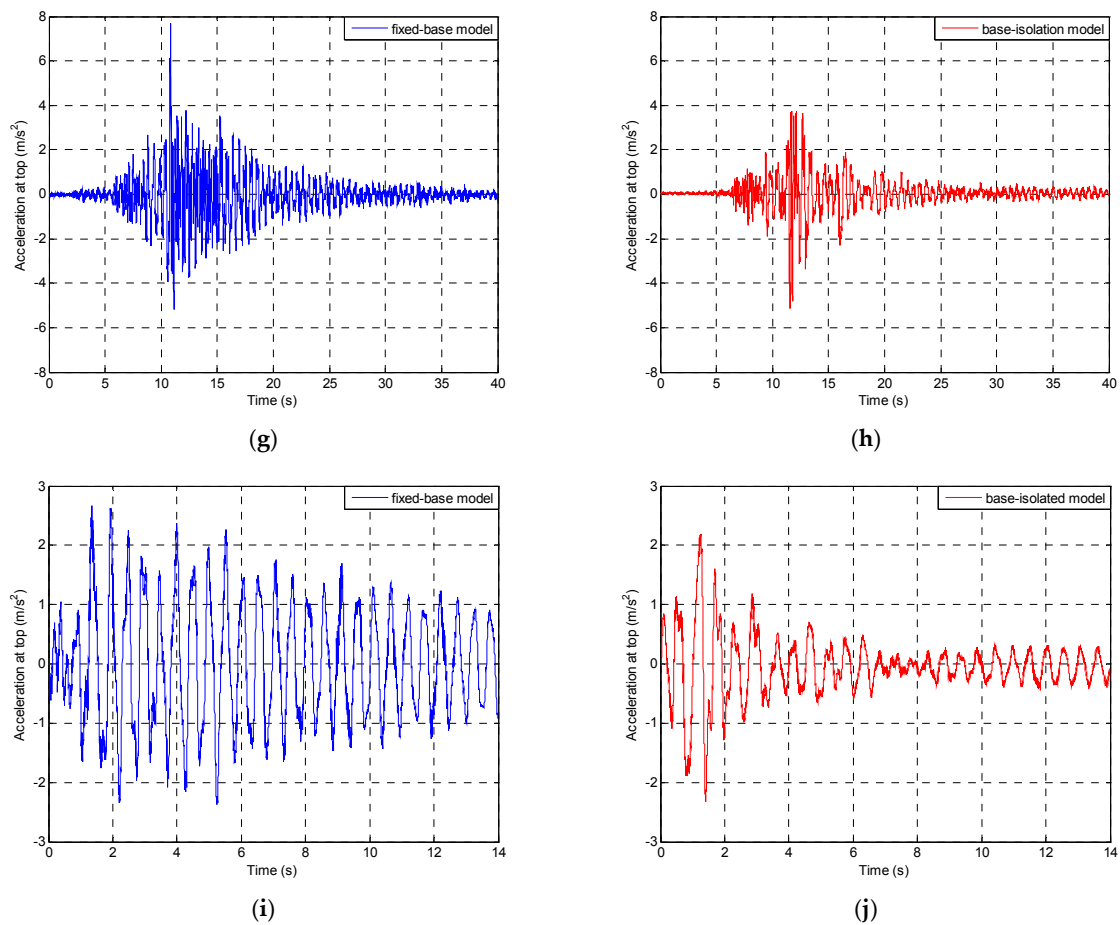 fixed-base model
Acceleration at top (m/s2)
8
6
4
2
0
-2
-4
-6
-8
0 5 10 15 20 25 30 35 40
Time (s)
(g)
base-isolation model
Acceleration at top (m/s2)
8
6
4
2
0
-2
-4
-6
-8
0 5 10 15 20 25 30 35 40
Time (s)
(h)
fixed-base model
Acceleration at top (m/s2)
3
2
1
0
-1
-2
-3
0 2 4 6 8 10 12 14
Time (s)
(i)
base-isolated model
Acceleration at top (m/s2)
3
2
1
0
-1
-2
-3
0 2 4 6 8 10 12 14
Time (s)
(j)